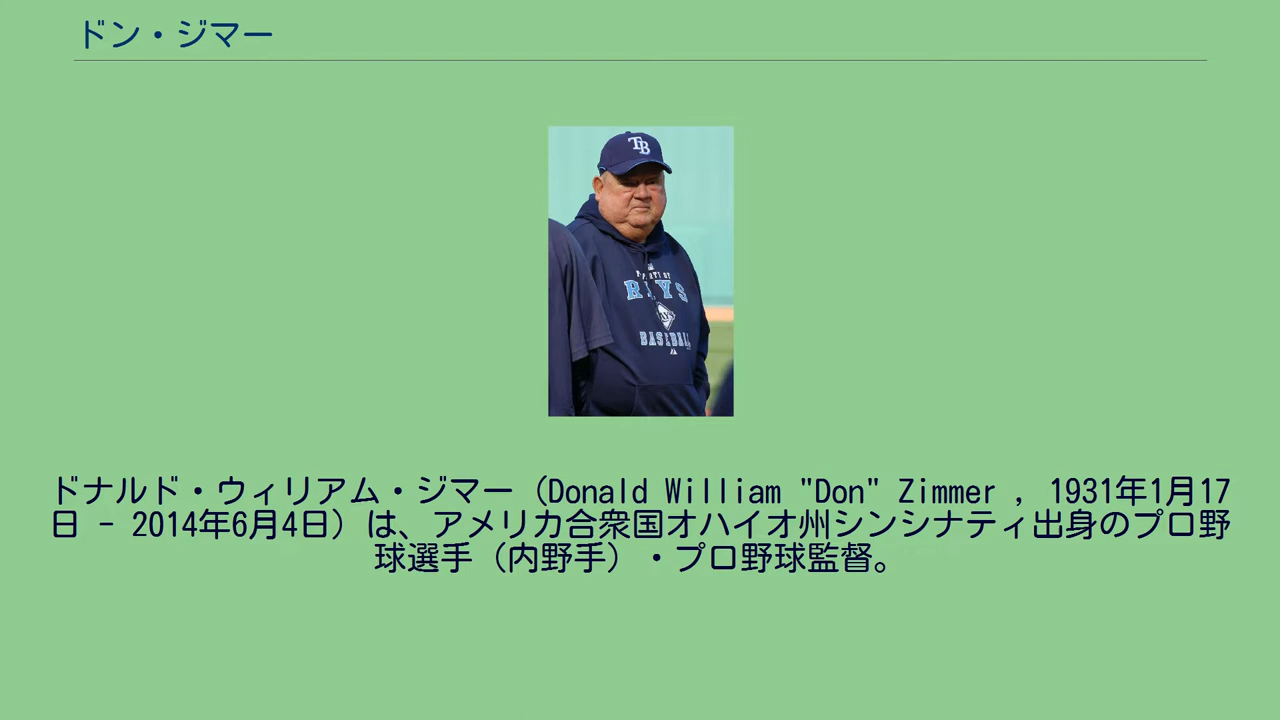 ドン・ジマー
TB
RAYS
BASEBALL
ドナルド・ウィリアム・ジマー（Donald William "Don" Zimmer , 1931年1月17
日 - 2014年6月4日）は、アメリカ合衆国オハイオ州シンシナティ出身のプロ野
球選手（内野手）・プロ野球監督。